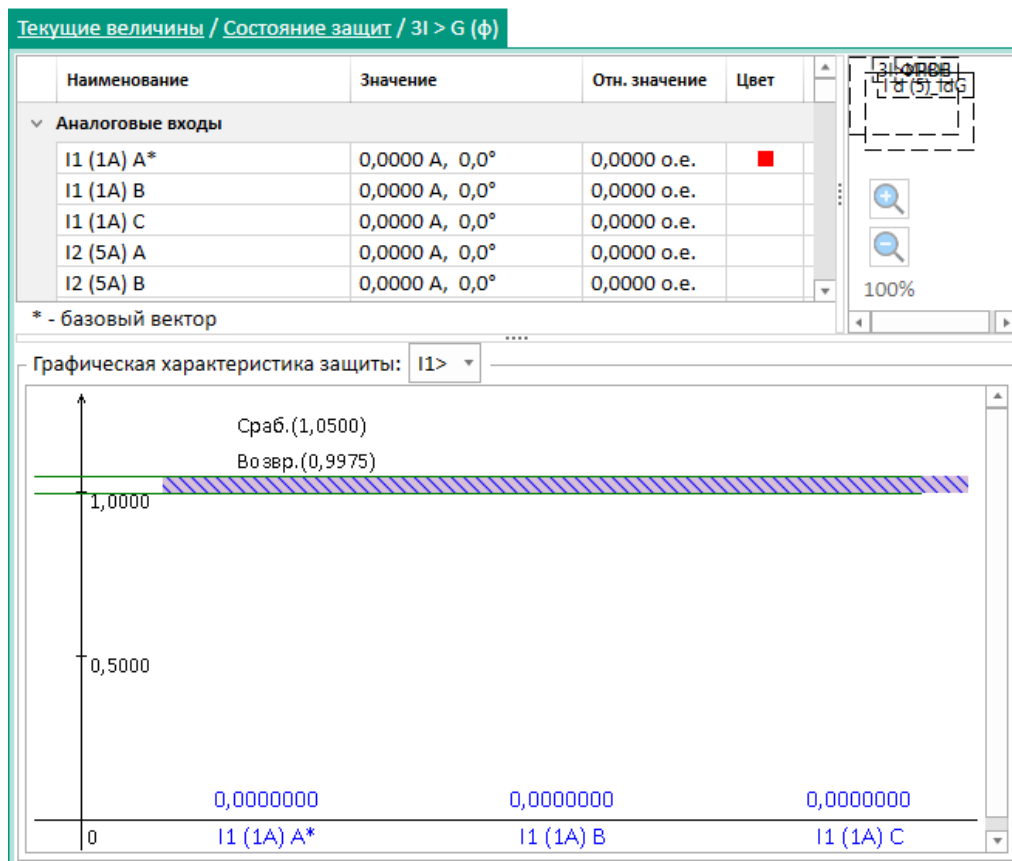 Текущие величины / Состояние защит / 3I > G (ф)
Наименование Значение Отн. значение Цвет
Аналоговые входы
I1 (1A) A* 0,0000 A, 0,0° 0,0000 о.е.
I1 (1A) B 0,0000 A, 0,0° 0,0000 о.е.
I1 (1A) C 0,0000 A, 0,0° 0,0000 о.е.
I2 (5A) A 0,0000 A, 0,0° 0,0000 о.е.
I2 (5A) B 0,0000 A, 0,0° 0,0000 о.е.
* - базовый вектор
100%
Графическая характеристика защиты: I1>
Сраб.(1,0500)
Возвр.(0,9975)
1,0000
0,5000
0,0000000 0,0000000 0,0000000
0 I1 (1A) A* I1 (1A) B I1 (1A) C